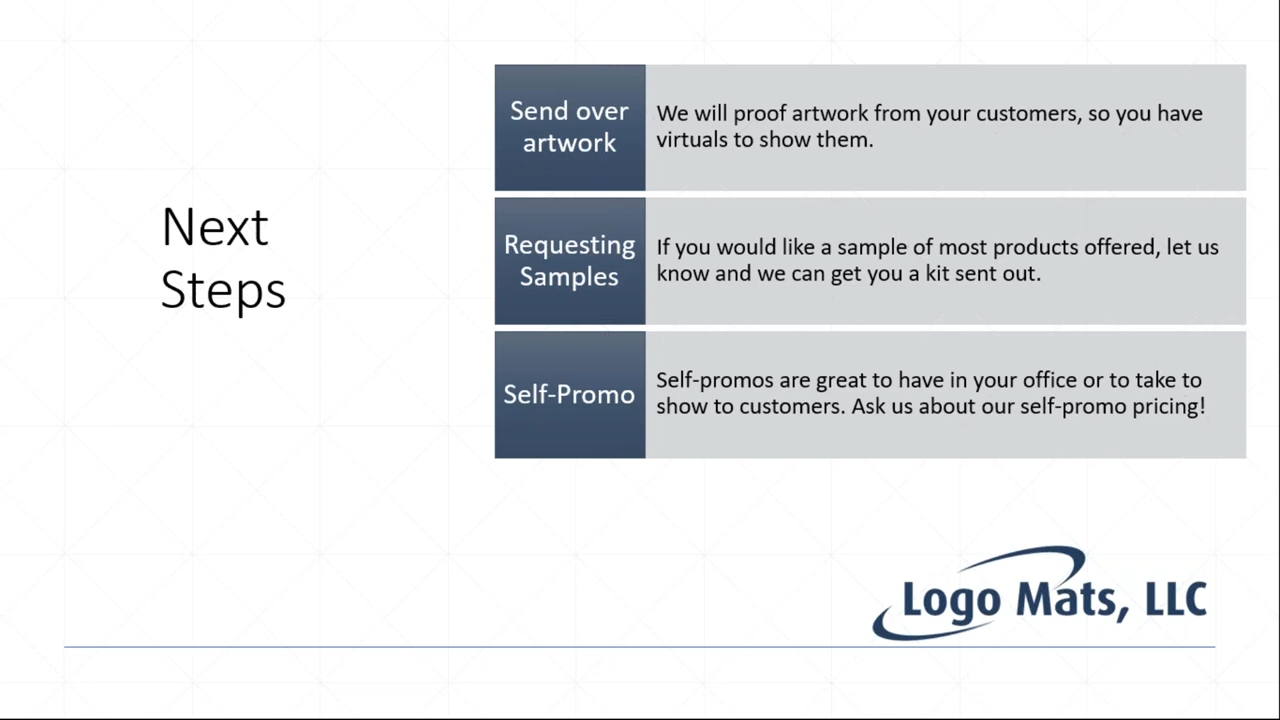 Next
Steps
Send over
artwork
We will proof artwork from your customers, so you have
virtuals to show them.
Requesting
Samples
If you would like a sample of most products offered, let us
know and we can get you a kit sent out.
Self-Promo
Self-promos are great to have in your office or to take to
show to customers. Ask us about our self-promo pricing!
Logo Mats, LLC